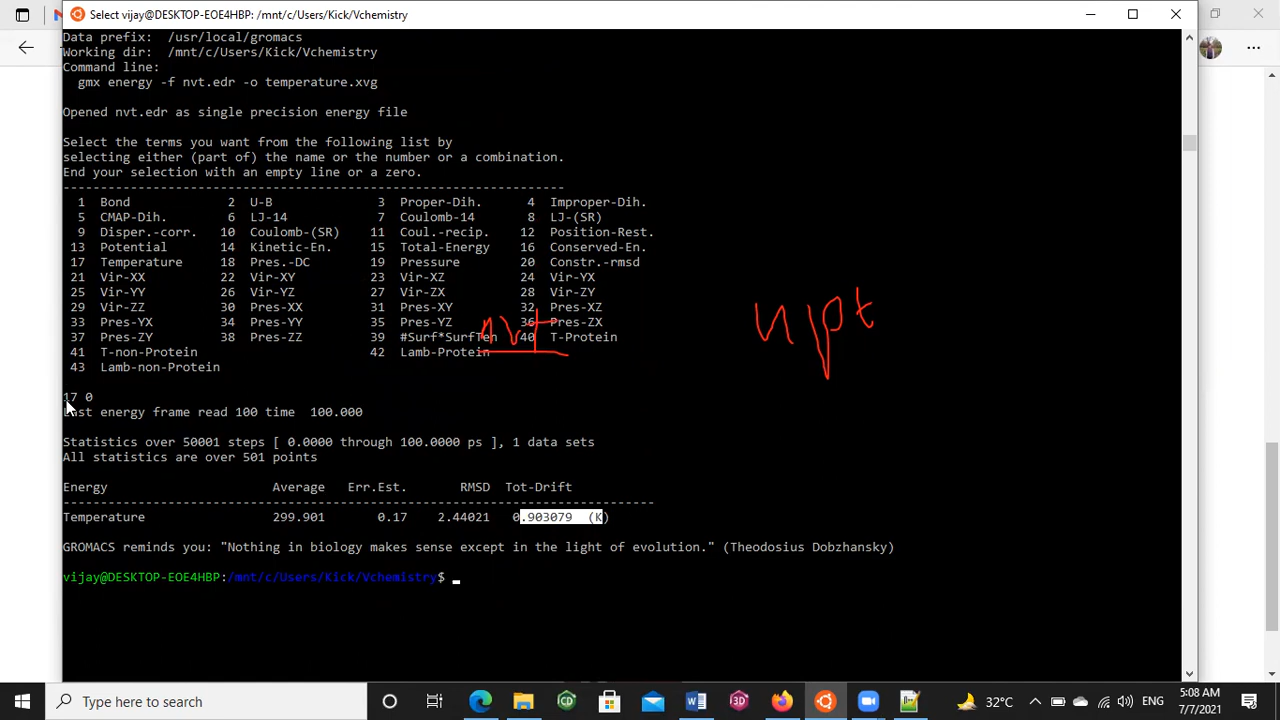 Select vijay@DESKTOP-EOE4HBP: /mnt/c/Users/Kick/Vchemistry
Data prefix:  /usr/local/gromacs
Working dir:  /mnt/c/Users/Kick/Vchemistry
Command line:
  gmx energy -f nvt.edr -o temperature.xvg
Opened nvt.edr as single precision energy file
Select the terms you want from the following list by
selecting either (part of) the name or the number or a combination.
End your selection with an empty line or a zero.
-------------------------------------------------------------------
1  Bond  2  U-B  3  Proper-Dih.  4  Improper-Dih.
5  CMAP-Dih.  6  LJ-14  7  Coulomb-14  8  LJ-(SR)
9  Disper.-corr.  10  Coulomb-(SR)  11  Coul.-recip.  12  Position-Rest.
13  Potential  14  Kinetic-En.  15  Total-Energy  16  Conserved-En.
17  Temperature  18  Pres.-DC  19  Pressure  20  Constr.-rmsd
21  Vir-XX  22  Vir-XY  23  Vir-XZ  24  Vir-YX
25  Vir-YY  26  Vir-YZ  27  Vir-ZX  28  Vir-ZY
29  Vir-ZZ  30  Pres-XX  31  Pres-XY  32  Pres-XZ
33  Pres-YX  34  Pres-YY  35  Pres-YZ  36  Pres-ZX
37  Pres-ZY  38  Pres-ZZ  39  #Surf*SurfTen  40  T-Protein
41  T-non-Protein  42  Lamb-Protein
43  Lamb-non-Protein
nvt
npt
17 0
Last energy frame read 100 time  100.000
Statistics over 50001 steps [ 0.0000 through 100.0000 ps ], 1 data sets
All statistics are over 501 points
Energy  Average  Err.Est.  RMSD  Tot-Drift
-------------------------------------------------------------------------------
Temperature  299.901  0.17  2.44021  0.903079  (K)
GROMACS reminds you: "Nothing in biology makes sense except in the light of evolution." (Theodosius Dobzhansky)
vijay@DESKTOP-EOE4HBP:/mnt/c/Users/Kick/Vchemistry$ _
Type here to search
32°C  ENG
5:08 AM
7/7/2021